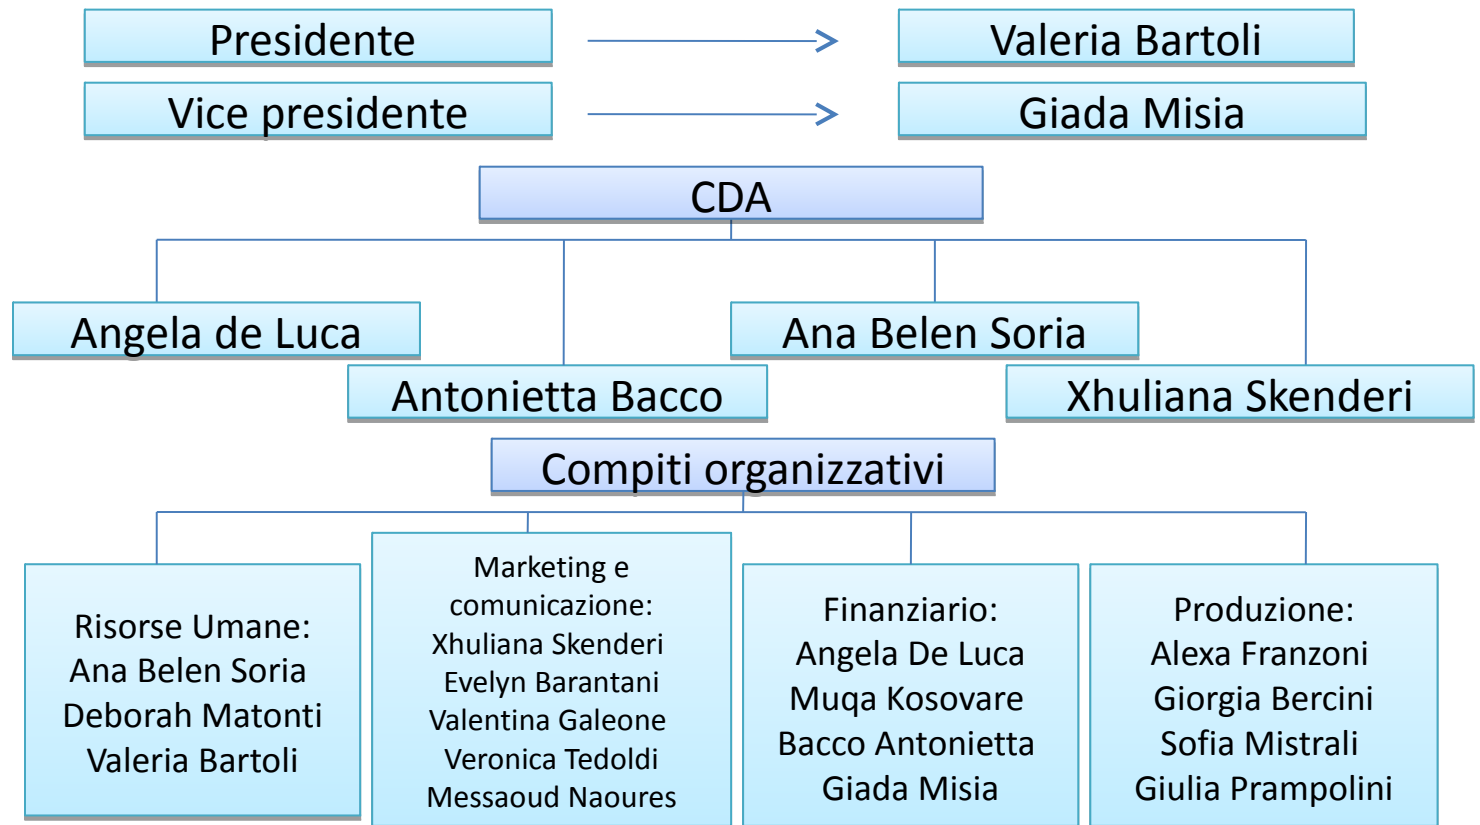 Presidente
Valeria Bartoli
Vice presidente
Giada Misia
CDA
Angela de Luca
Ana Belen Soria
Antonietta Bacco
Xhuliana Skenderi
Compiti organizzativi
Risorse Umane:
Ana Belen Soria
Deborah Matonti
Valeria Bartoli
Marketing e
comunicazione:
Xhuliana Skenderi
Evelyn Barantani
Valentina Galeone
Veronica Tedoldi
Messaoud Naoures
Finanziario:
Angela De Luca
Muqa Kosovare
Bacco Antonietta
Giada Misia
Produzione:
Alexa Franzoni
Giorgia Bercini
Sofia Mistrali
Giulia Prampolini